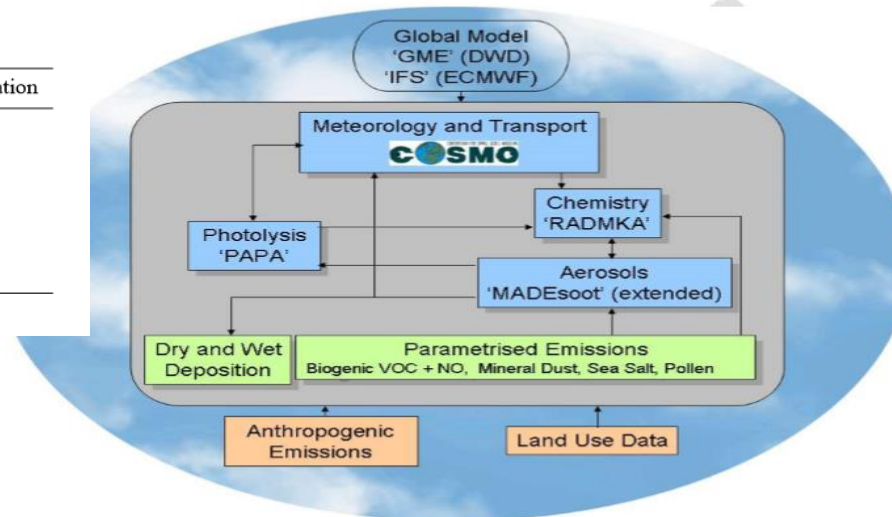 ation
Global Model
'GME' (DWD)
'IFS' (ECMWF)
Meteorology and Transport
COSMO
Chemistry
'RADMKA'
Photolysis
'PAPA'
Aerosols
'MADEsoot' (extended)
Dry and Wet
Deposition
Parametrised Emissions
Biogenic VOC + NO, Mineral Dust, Sea Salt, Pollen
Anthropogenic
Emissions
Land Use Data